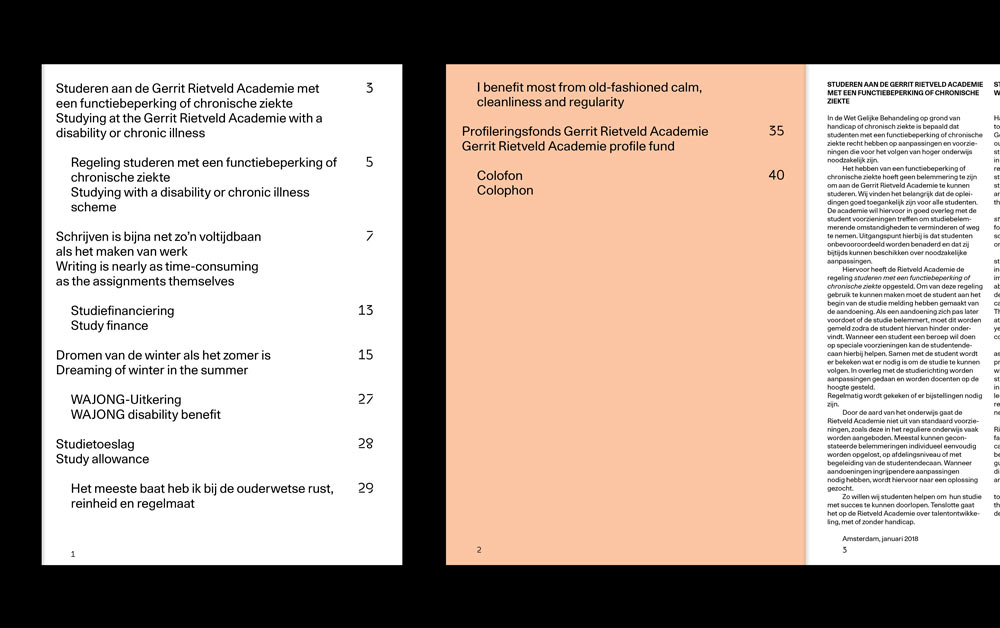 Studeren aan de Gerrit Rietveld Academie met 3
een functiebeperking of chronische ziekte
Studying at the Gerrit Rietveld Academie with a
disability or chronic illness
Regeling studeren met een functiebeperking of 5
chronische ziekte
Studying with a disability or chronic illness
scheme
Schrijven is bijna net zo'n voltijdbaan 7
als het maken van werk
Writing is nearly as time-consuming
as the assignments themselves
Studiefinanciering 13
Study finance
Dromen van de winter als het zomer is 15
Dreaming of winter in the summer
WAJONG-Uitkering 27
WAJONG disability benefit
Studietoeslag 28
Study allowance
Het meeste baat heb ik bij de ouderwetse rust, 29
reinheid en regelmaat
1
I benefit most from old-fashioned calm,
cleanliness and regularity
Profileringsfonds Gerrit Rietveld Academie 35
Gerrit Rietveld Academie profile fund
Colofon 40
Colophon
2
STUDEREN AAN DE GERRIT RIETVELD ACADEMIE
MET EEN FUNCTIEBEPERKING OF CHRONISCHE
ZIEKTE
In de Wet Gelijke Behandeling op grond van
handicap of chronisch ziekte is bepaald dat
studenten met een functiebeperking of chronische
ziekte recht hebben op aanpassingen en voorzie-
ningen die voor het volgen van hoger onderwijs
noodzakelijk zijn.
Het hebben van een functiebeperking of
chronische ziekte hoeft geen belemmering te zijn
om aan de Gerrit Rietveld Academie te kunnen
studeren. Wij vinden het belangrijk dat de oplei-
dingen goed toegankelijk zijn voor alle studenten.
De academie wil hiervoor in goed overleg met de
student voorzieningen treffen om studiebelem-
merende omstandigheden te verminderen of weg
te nemen. Uitgangspunt hierbij is dat studenten
onbevooroordeeld worden benaderd en dat zij
bijtijds kunnen beschikken over noodzakelijke
aanpassingen.
Hiervoor heeft de Rietveld Academie de
regeling studeren met een functiebeperking of
chronische ziekte opgesteld. Om van deze regeling
gebruik te kunnen maken moet de student aan het
begin van de studie melding hebben gemaakt van
de aandoening. Als een aandoening zich pas later
voordoet of de studie belemmert, moet dit worden
gemeld zodra de student hiervan hinder onder-
vindt. Wanneer een student een beroep wil doen
op speciale voorzieningen kan de studentende-
caan hierbij helpen. Samen met de student wordt
er bekeken wat er nodig is om de studie te kunnen
volgen. In overleg met de studierichting worden
aanpassingen gedaan en worden docenten op de
hoogte gesteld.
Regelmatig wordt gekeken of er bijstellingen nodig
zijn.
Door de aard van het onderwijs gaat de
Rietveld Academie niet uit van standaard voorzie-
ningen, zoals deze in het reguliere onderwijs vaak
worden aangeboden. Meestal kunnen gecon-
stateerde belemmeringen individueel eenvoudig
worden opgelost, op afdelingsniveau of met
begeleiding van de studentendecaan. Wanneer
aandoeningen ingrijpendere aanpassingen
nodig hebben, wordt hiervoor naar een oplossing
gezocht.
Zo willen wij studenten helpen om hun studie
met succes te kunnen doorlopen. Tenslotte gaat
het op de Rietveld Academie over talentontwikke-
ling, met of zonder handicap.
Amsterdam, januari 2018
3